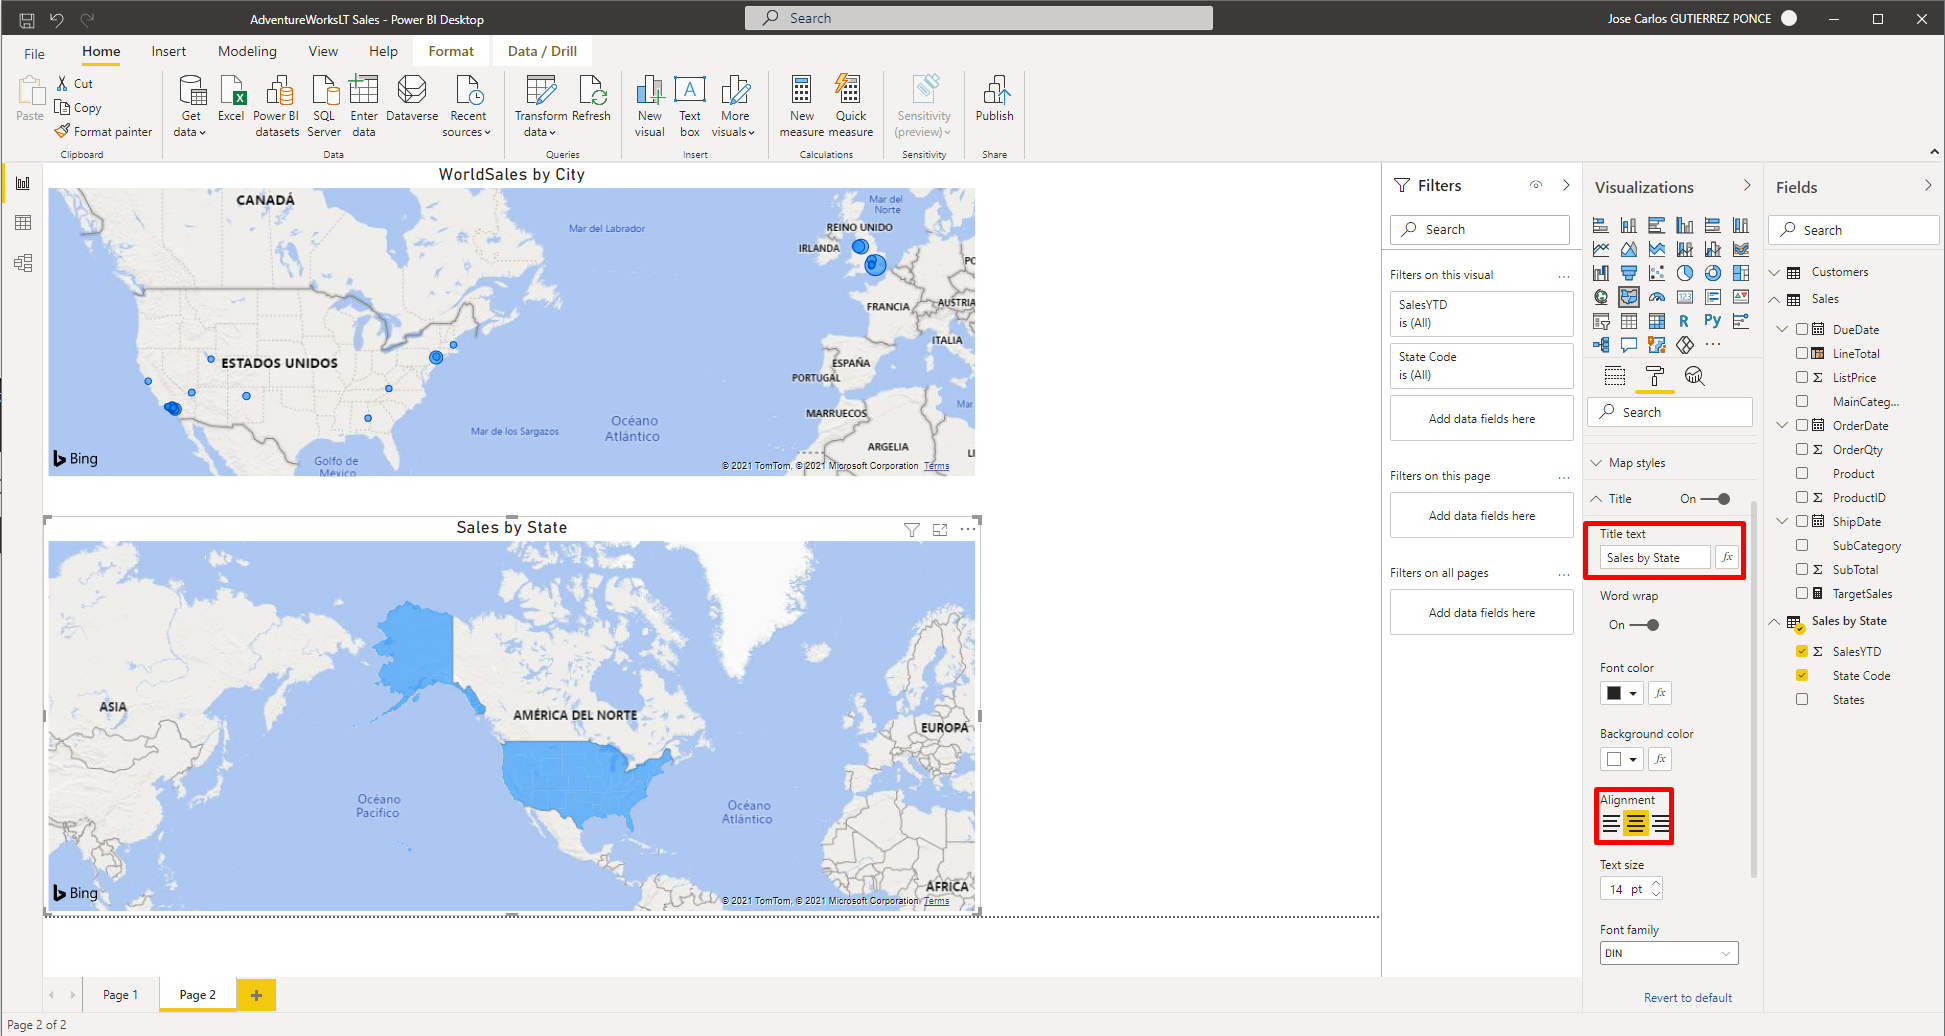 AdventureWorksLT Sales - Power BI Desktop
Search
Jose Carlos GUTIERREZ PONCE
File
Home
Insert
Modeling
View
Help
Format
Data / Drill
Paste
Cut
Copy
Format painter
Clipboard
Get data
Excel
Power BI datasets
SQL Server
Enter data
Dataverse
Recent sources
Data
Transform data
Refresh
Queries
New visual
Text box
More visuals
Insert
New measure
Quick measure
Calculations
Sensitivity (preview)
Sensitivity
Publish
Share
WorldSales by City
CANADÁ
Mar del Labrador
Mar del Norte
REINO UNIDO
IRLANDA
FRANCIA
AUSTRIA
ITALIA
ESTADOS UNIDOS
ESPAÑA
PORTUGAL
MARRUECOS
Mar
Océano Atlántico
Mar de los Sargazos
ARGELIA
Golfo de México
Bing
© 2021 TomTom, © 2021 Microsoft Corporation Terms
Sales by State
ASIA
AMÉRICA DEL NORTE
EUROPA
Océano Pacífico
Océano Atlántico
ÁFRICA
Bing
© 2021 TomTom, © 2021 Microsoft Corporation Terms
Filters
Search
Filters on this visual
...
SalesYTD
is (All)
State Code
is (All)
Add data fields here
Filters on this page
...
Add data fields here
Filters on all pages
...
Add data fields here
Visualizations
R
Py
123
...
Search
Map styles
Title
On
Title text
Sales by State
fx
Word wrap
On
Font color
fx
Background color
fx
Alignment
Text size
14 pt
Font family
DIN
Revert to default
Fields
Search
Customers
Sales
DueDate
LineTotal
Σ ListPrice
MainCateg...
OrderDate
Σ OrderQty
Product
Σ ProductID
ShipDate
SubCategory
Σ SubTotal
TargetSales
Sales by State
Σ SalesYTD
State Code
States
Page 1
Page 2
+
Page 2 of 2